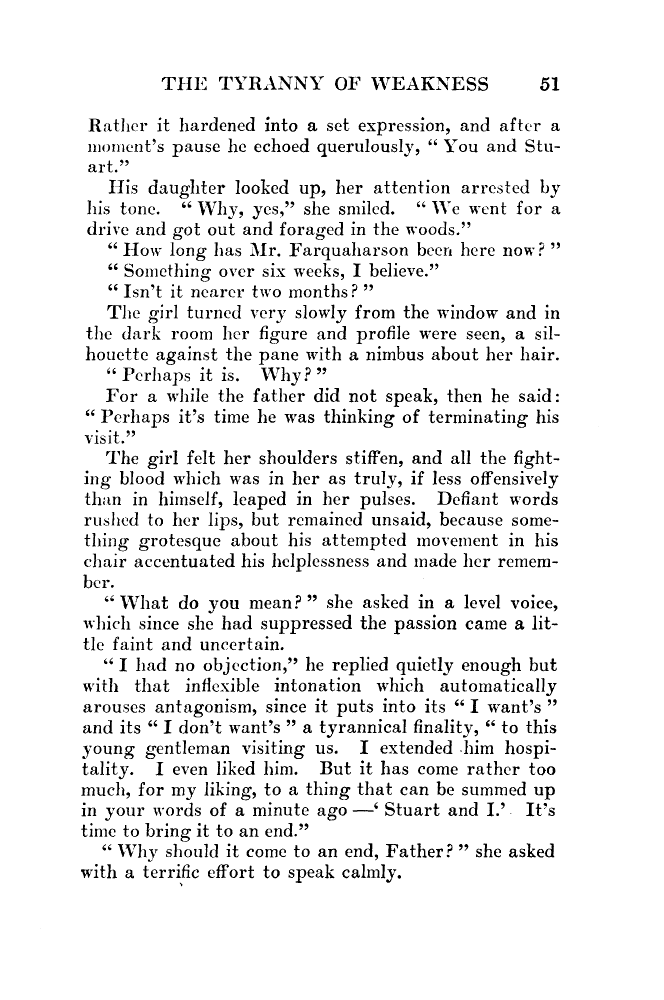 THE TYRANNY OF WEAKNESS 51
Rather it hardened into a set expression, and after a
moment's pause he echoed querulously, “ You and Stu-
art.”
His daughter looked up, her attention arrested by
his tone. “ Why, yes,” she smiled. “ We went for a
drive and got out and foraged in the woods.”
“ How long has Mr. Farquaharson been here now? ”
“ Something over six weeks, I believe.”
“ Isn't it nearer two months? ”
The girl turned very slowly from the window and in
the dark room her figure and profile were seen, a sil-
houette against the pane with a nimbus about her hair.
“ Perhaps it is. Why? ”
For a while the father did not speak, then he said:
“ Perhaps it's time he was thinking of terminating his
visit.”
The girl felt her shoulders stiffen, and all the fight-
ing blood which was in her as truly, if less offensively
than in himself, leaped in her pulses. Defiant words
rushed to her lips, but remained unsaid, because some-
thing grotesque about his attempted movement in his
chair accentuated his helplessness and made her remem-
ber.
“ What do you mean? ” she asked in a level voice,
which since she had suppressed the passion came a lit-
tle faint and uncertain.
“ I had no objection,” he replied quietly enough but
with that inflexible intonation which automatically
arouses antagonism, since it puts into its “ I want's ”
and its “ I don't want's ” a tyrannical finality, “ to this
young gentleman visiting us. I extended him hospi-
tality. I even liked him. But it has come rather too
much, for my liking, to a thing that can be summed up
in your words of a minute ago —‘ Stuart and I.’ It's
time to bring it to an end.”
“ Why should it come to an end, Father? ” she asked
with a terrific effort to speak calmly.